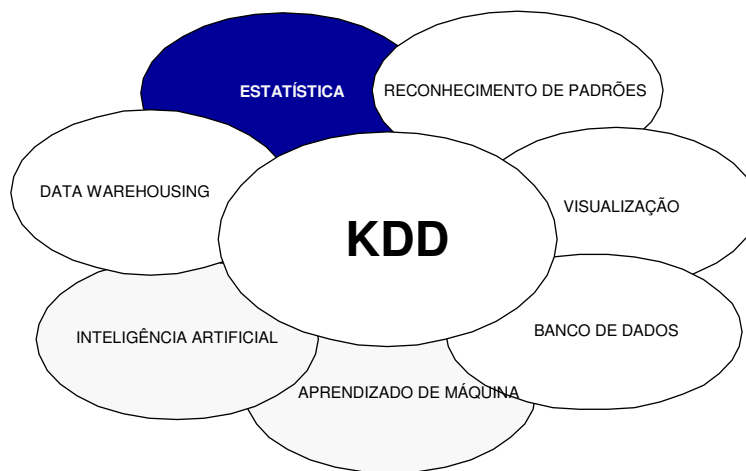 ESTATÍSTICA
RECONHECIMENTO DE PADRÕES
DATA WAREHOUSING
VISUALIZAÇÃO
KDD
INTELIGÊNCIA ARTIFICIAL
BANCO DE DADOS
APRENDIZADO DE MÁQUINA